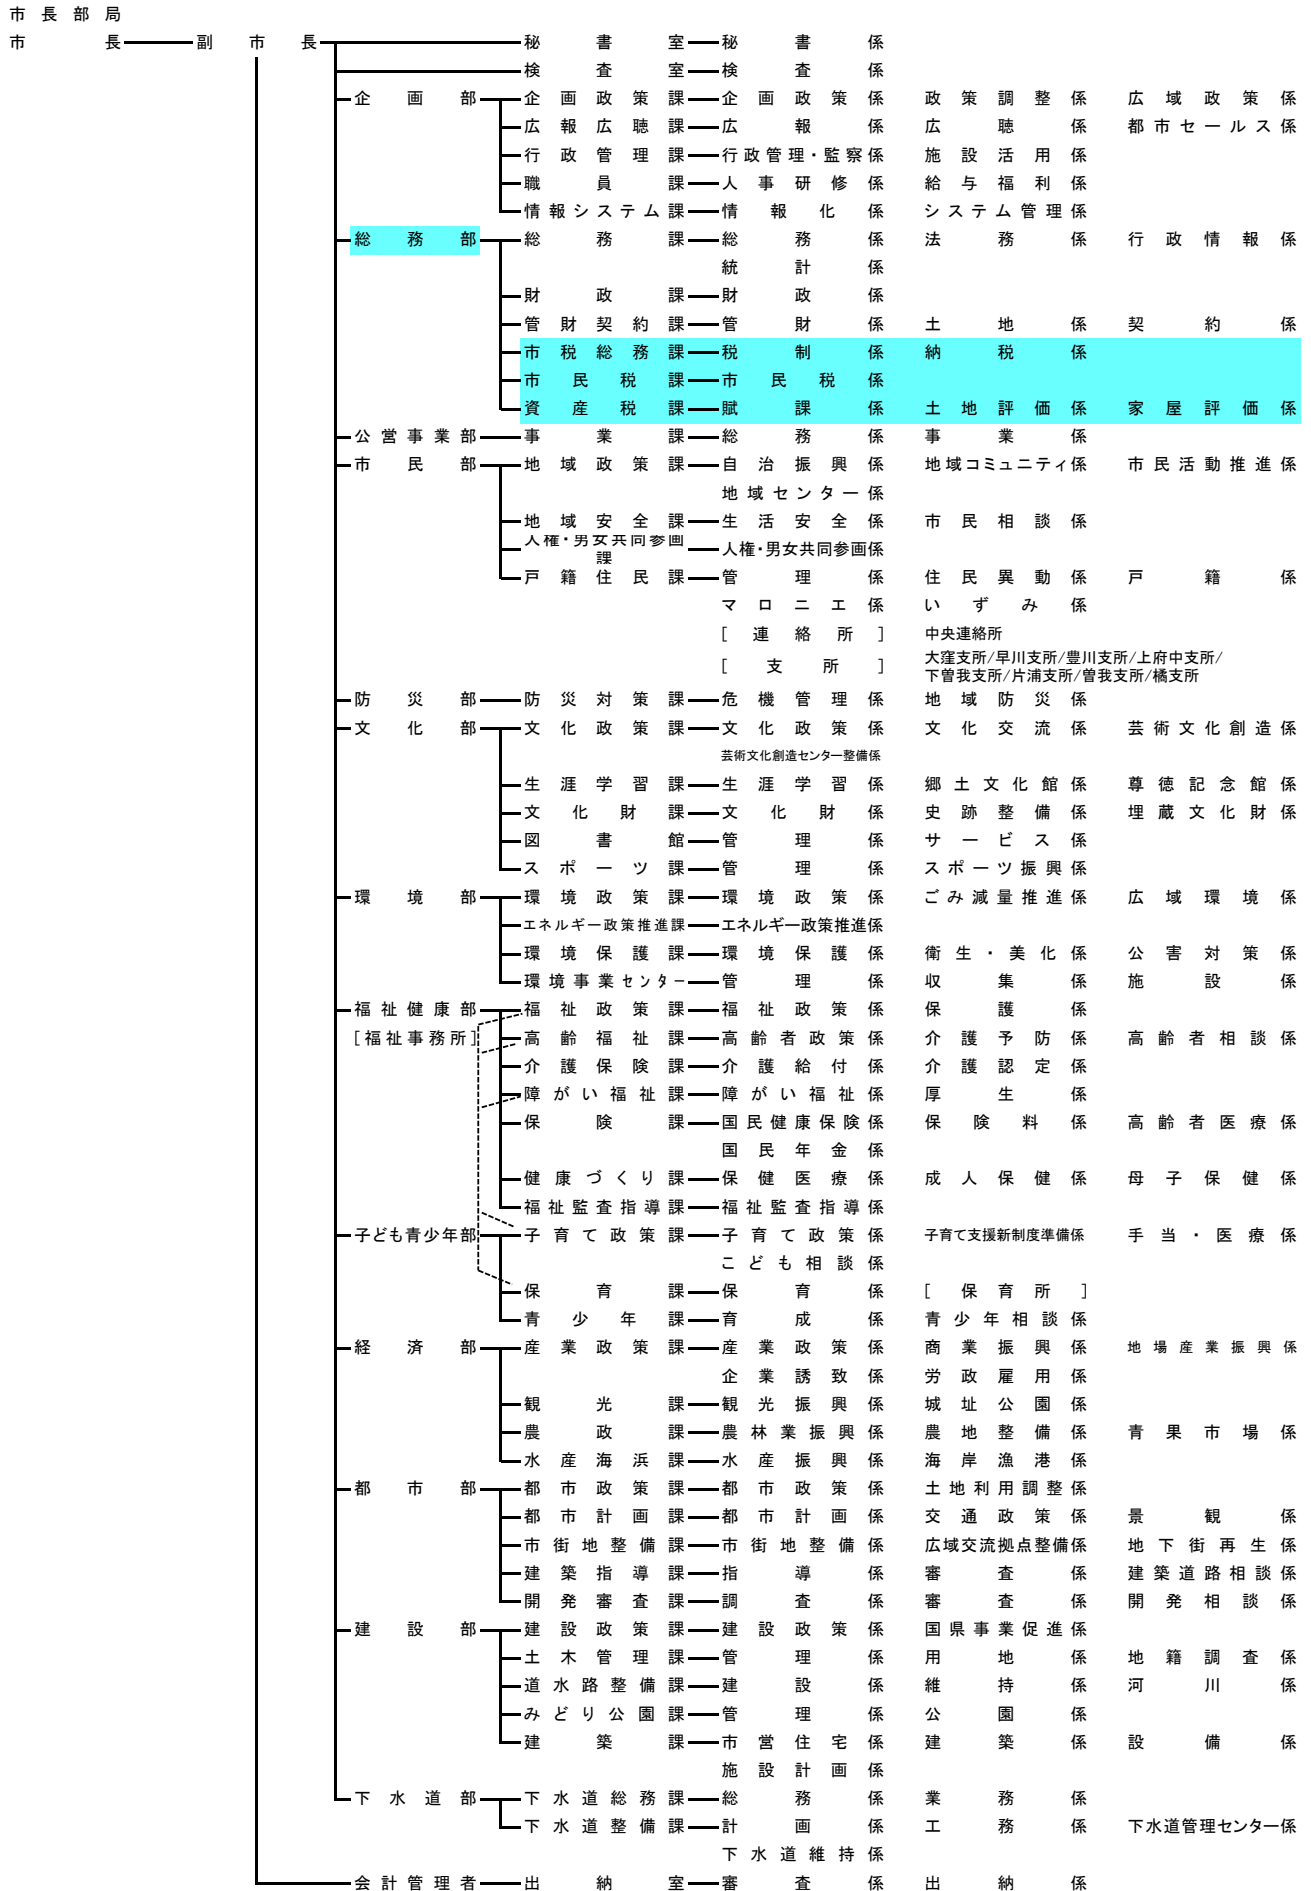 市長部局
市長 副市長 秘書室 秘書係
検査室 検査係
企画部 企画政策課 企画政策係 政策調整係 広域政策係
広報広聴課 広報係 広聴係 都市セールス係
行政管理課 行政管理・監察係 施設活用係
職員課 人事研修係 給与福利係
情報システム課 情報化係 システム管理係
総務部 総務課 総務係 法務係 行政情報係
統計係
財政課 財政係
管財契約課 管財係 土地係 契約係
市税総務課 税制係 納税係
市民税課 市民税係
資産税課 賦課係 土地評価係 家屋評価係
公営事業部 事業課 総務係 事業係
市民部 地域政策課 自治振興係 地域コミュニティ係 市民活動推進係
地域センター係
地域安全課 生活安全係 市民相談係
人権・男女共同参画課 人権・男女共同参画係
戸籍住民課 管理係 住民異動係 戸籍係
マロニエ係 いずみ係
[連絡所] 中央連絡所
[支所] 大窪支所/早川支所/豊川支所/上府中支所/
下曽我支所/片浦支所/曽我支所/橘支所
防災部 防災対策課 危機管理係 地域防災係
文化部 文化政策課 文化政策係 文化交流係 芸術文化創造係
芸術文化創造センター整備係
生涯学習課 生涯学習係 郷土文化館係 尊徳記念館係
文化財課 文化財係 史跡整備係 埋蔵文化財係
図書館 管理係 サービス係
スポーツ課 管理係 スポーツ振興係
環境部 環境政策課 環境政策係 ごみ減量推進係 広域環境係
エネルギー政策推進課 エネルギー政策推進係
環境保護課 環境保護係 衛生・美化係 公害対策係
環境事業センター 管理係 収集係 施設係
福祉健康部 福祉政策課 福祉政策係 保護係
[福祉事務所] 高齢福祉課 高齢者政策係 介護予防係 高齢者相談係
介護保険課 介護給付係 介護認定係
障がい福祉課 障がい福祉係 厚生係
保険課 国民健康保険係 保険料係 高齢者医療係
国民年金係
健康づくり課 保健医療係 成人保健係 母子保健係
福祉監査指導課 福祉監査指導係
子ども青少年部 子育て政策課 子育て政策係 子育て支援新制度準備係 手当・医療係
こども相談係
保育課 保育係 [保育所]
青少年課 育成係 青少年相談係
経済部 産業政策課 産業政策係 商業振興係 地場産業振興係
企業誘致係 労政雇用係
観光課 観光振興係 城址公園係
農政課 農林業振興係 農地整備係 青果市場係
水産海浜課 水産振興係 海岸漁港係
都市部 都市政策課 都市政策係 土地利用調整係
都市計画課 都市計画係 交通政策係 景観係
市街地整備課 市街地整備係 広域交流拠点整備係 地下街再生係
建築指導課 指導係 審査係 建築道路相談係
開発審査課 調査係 審査係 開発相談係
建設部 建設政策課 建設政策係 国県事業促進係
土木管理課 管理係 用地係 地籍調査係
道水路整備課 建設係 維持係 河川係
みどり公園課 管理係 公園係
建築課 市営住宅係 建築係 設備係
施設計画係
下水道部 下水道総務課 総務係 業務係
下水道整備課 計画係 工務係 下水道管理センター係
下水道維持係
会計管理者 出納室 審査係 出納係